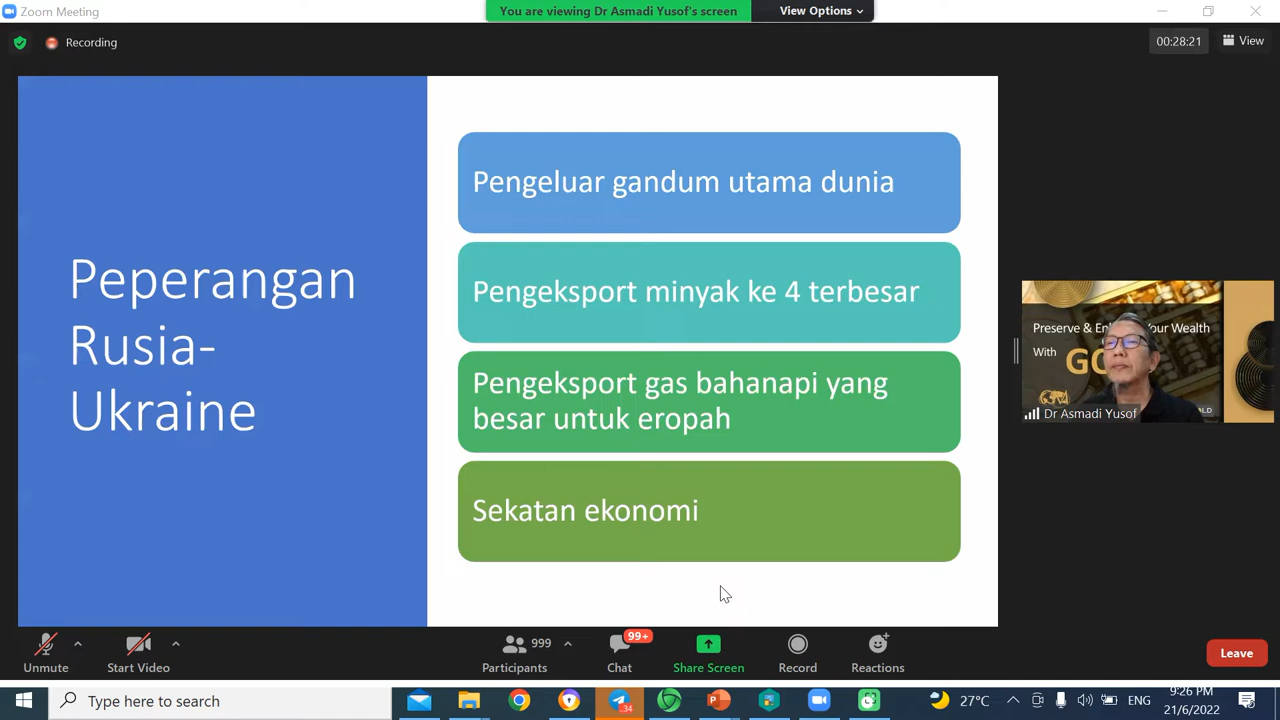 Zoom Meeting
You are viewing Dr Asmadi Yusof's screen
View Options
Recording
00:28:21
View
Peperangan
Rusia-
Ukraine
Pengeluar gandum utama dunia
Pengeksport minyak ke 4 terbesar
Pengeksport gas bahanapi yang
besar untuk eropah
Sekatan ekonomi
Preserve & En Your Wealth
With GO
Dr Asmadi Yusof
Unmute
Start Video
999
Participants
99+
Chat
Share Screen
Record
Reactions
Leave
Type here to search
34
27°C
ENG
9:26 PM
21/6/2022